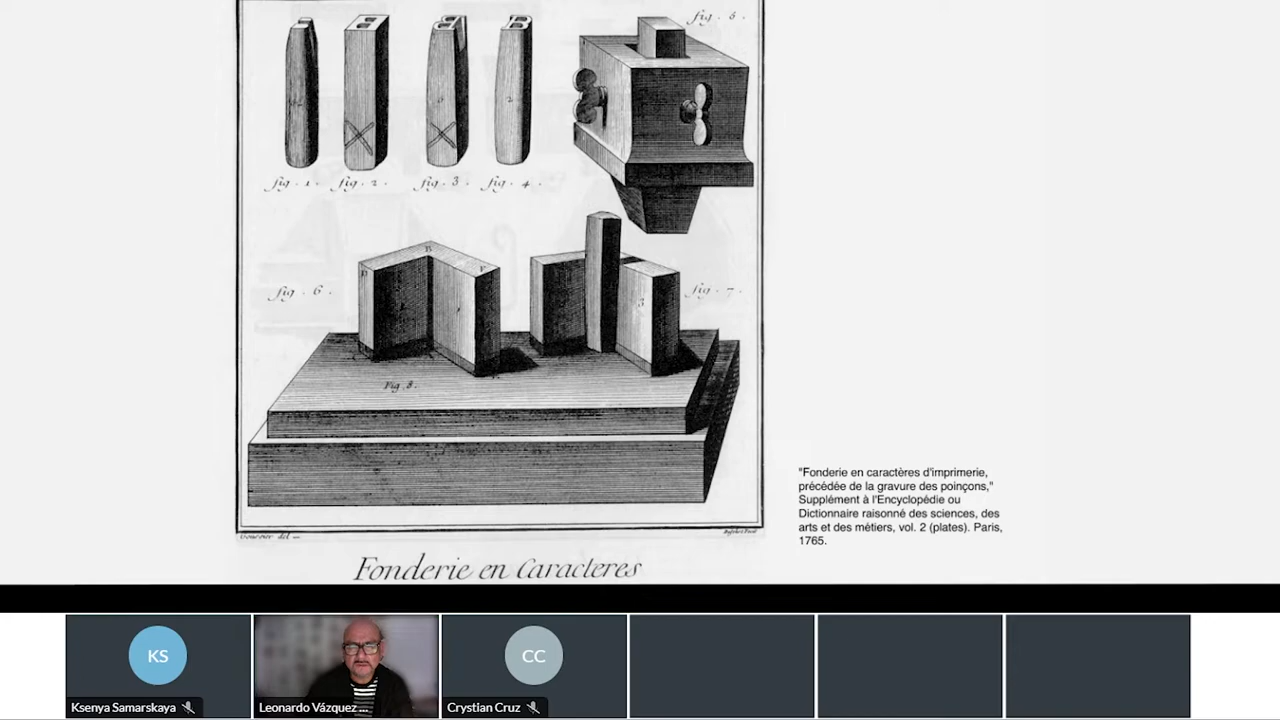 fig. 5.
fig. 1. fig. 2. fig. 3. fig. 4.
fig. 6. fig. 7.
Fig. 8.
"Fonderie en caractères d'imprimerie,
précédée de la gravure des poinçons,"
Supplément à l'Encyclopédie ou
Dictionnaire raisonné des sciences, des
arts et des métiers, vol. 2 (plates). Paris,
1765.
Fonderie en Caracteres
KS
CC
Ksenya Samarskaya
Leonardo Vázquez ...
Crystian Cruz